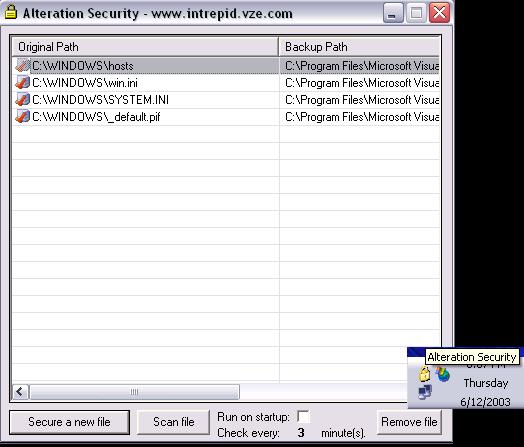 Alteration Security - www.intrepid.vze.com
Original Path Backup Path
C:\WINDOWS\hosts C:\Program Files\Microsoft Visua
C:\WINDOWS\win.ini C:\Program Files\Microsoft Visua
C:\WINDOWS\SYSTEM.INI C:\Program Files\Microsoft Visua
C:\WINDOWS\_default.pif C:\Program Files\Microsoft Visua
Alteration Security
Thursday
6/12/2003
Secure a new file Scan file Run on startup: Remove file
Check every: 3 minute(s).